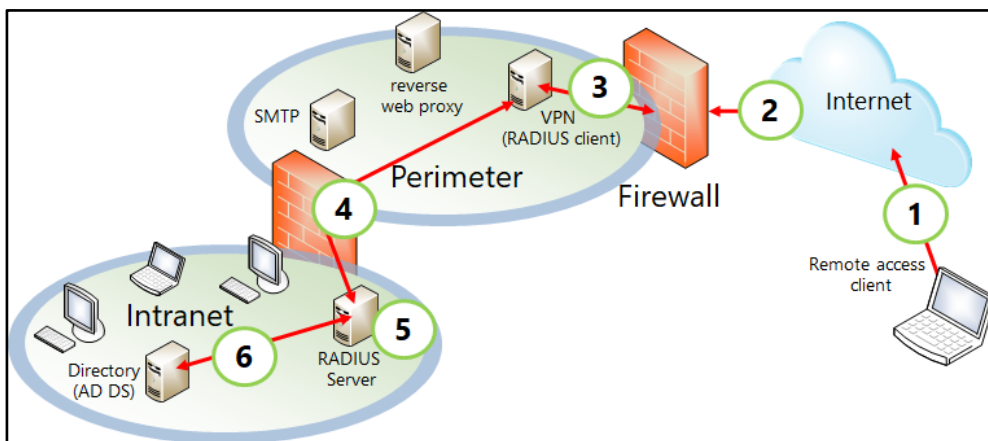 reverse
web proxy
SMTP
VPN
(RADIUS client)
3
2
Internet
Perimeter
Firewall
4
1
Remote access
client
Intranet
5
6
RADIUS
Server
Directory
(AD DS)